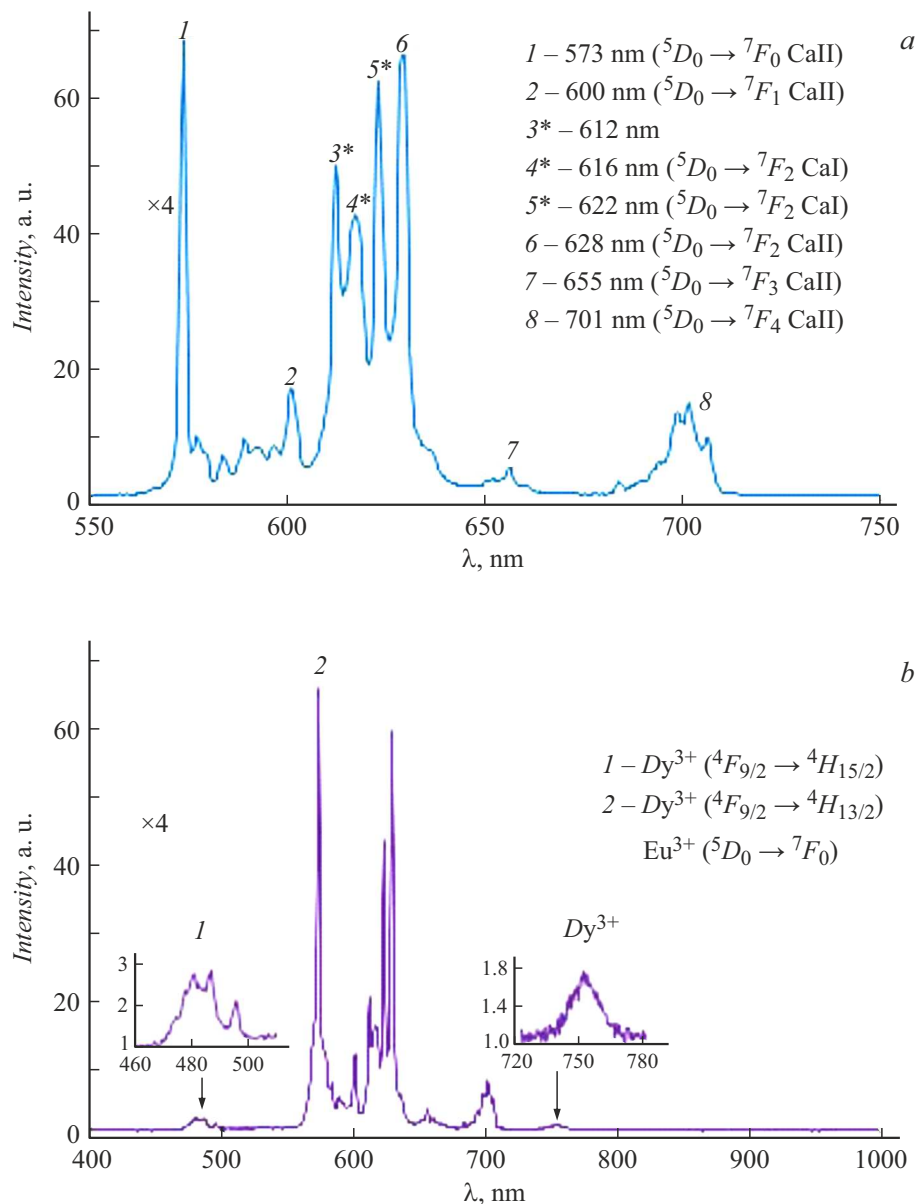 a
1
2
3*
4*
5*
6
7
8
×4
1 – 573 nm (⁵D₀ → ⁷F₀ CaII)
2 – 600 nm (⁵D₀ → ⁷F₁ CaII)
3* – 612 nm
4* – 616 nm (⁵D₀ → ⁷F₂ CaI)
5* – 622 nm (⁵D₀ → ⁷F₂ CaI)
6 – 628 nm (⁵D₀ → ⁷F₂ CaII)
7 – 655 nm (⁵D₀ → ⁷F₃ CaII)
8 – 701 nm (⁵D₀ → ⁷F₄ CaII)
Intensity, a. u.
60
40
20
0
550 600 650 700 750
λ, nm
b
2
×4
1 – Dy³⁺ (⁴F₉/₂ → ⁴H₁₅/₂)
2 – Dy³⁺ (⁴F₉/₂ → ⁴H₁₃/₂)
Eu³⁺ (⁵D₀ → ⁷F₀)
Intensity, a. u.
60
40
20
0
1
3
2
1
460 480 500
Dy³⁺
1.8
1.4
1.0
720 750 780
400 500 600 700 800 900 1000
λ, nm